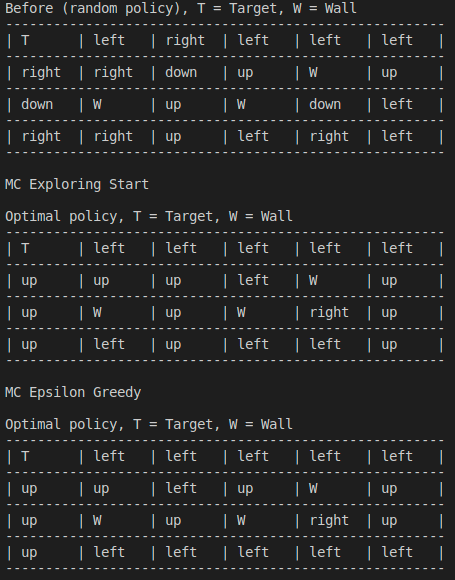 Before (random policy), T = Target, W = Wall
-----------------------------------------------------
| T      | left   | right  | left   | left   | left   |
-----------------------------------------------------
| right  | right  | down   | up     | W      | up     |
-----------------------------------------------------
| down   | W      | up     | W      | down   | left   |
-----------------------------------------------------
| right  | right  | up     | left   | right  | left   |
-----------------------------------------------------
MC Exploring Start
Optimal policy, T = Target, W = Wall
-----------------------------------------------------
| T      | left   | left   | left   | left   | left   |
-----------------------------------------------------
| up     | up     | up     | left   | W      | up     |
-----------------------------------------------------
| up     | W      | up     | W      | right  | up     |
-----------------------------------------------------
| up     | left   | up     | left   | left   | up     |
-----------------------------------------------------
MC Epsilon Greedy
Optimal policy, T = Target, W = Wall
-----------------------------------------------------
| T      | left   | left   | left   | left   | left   |
-----------------------------------------------------
| up     | up     | left   | up     | W      | up     |
-----------------------------------------------------
| up     | W      | up     | W      | right  | up     |
-----------------------------------------------------
| up     | left   | left   | left   | left   | left   |
-----------------------------------------------------